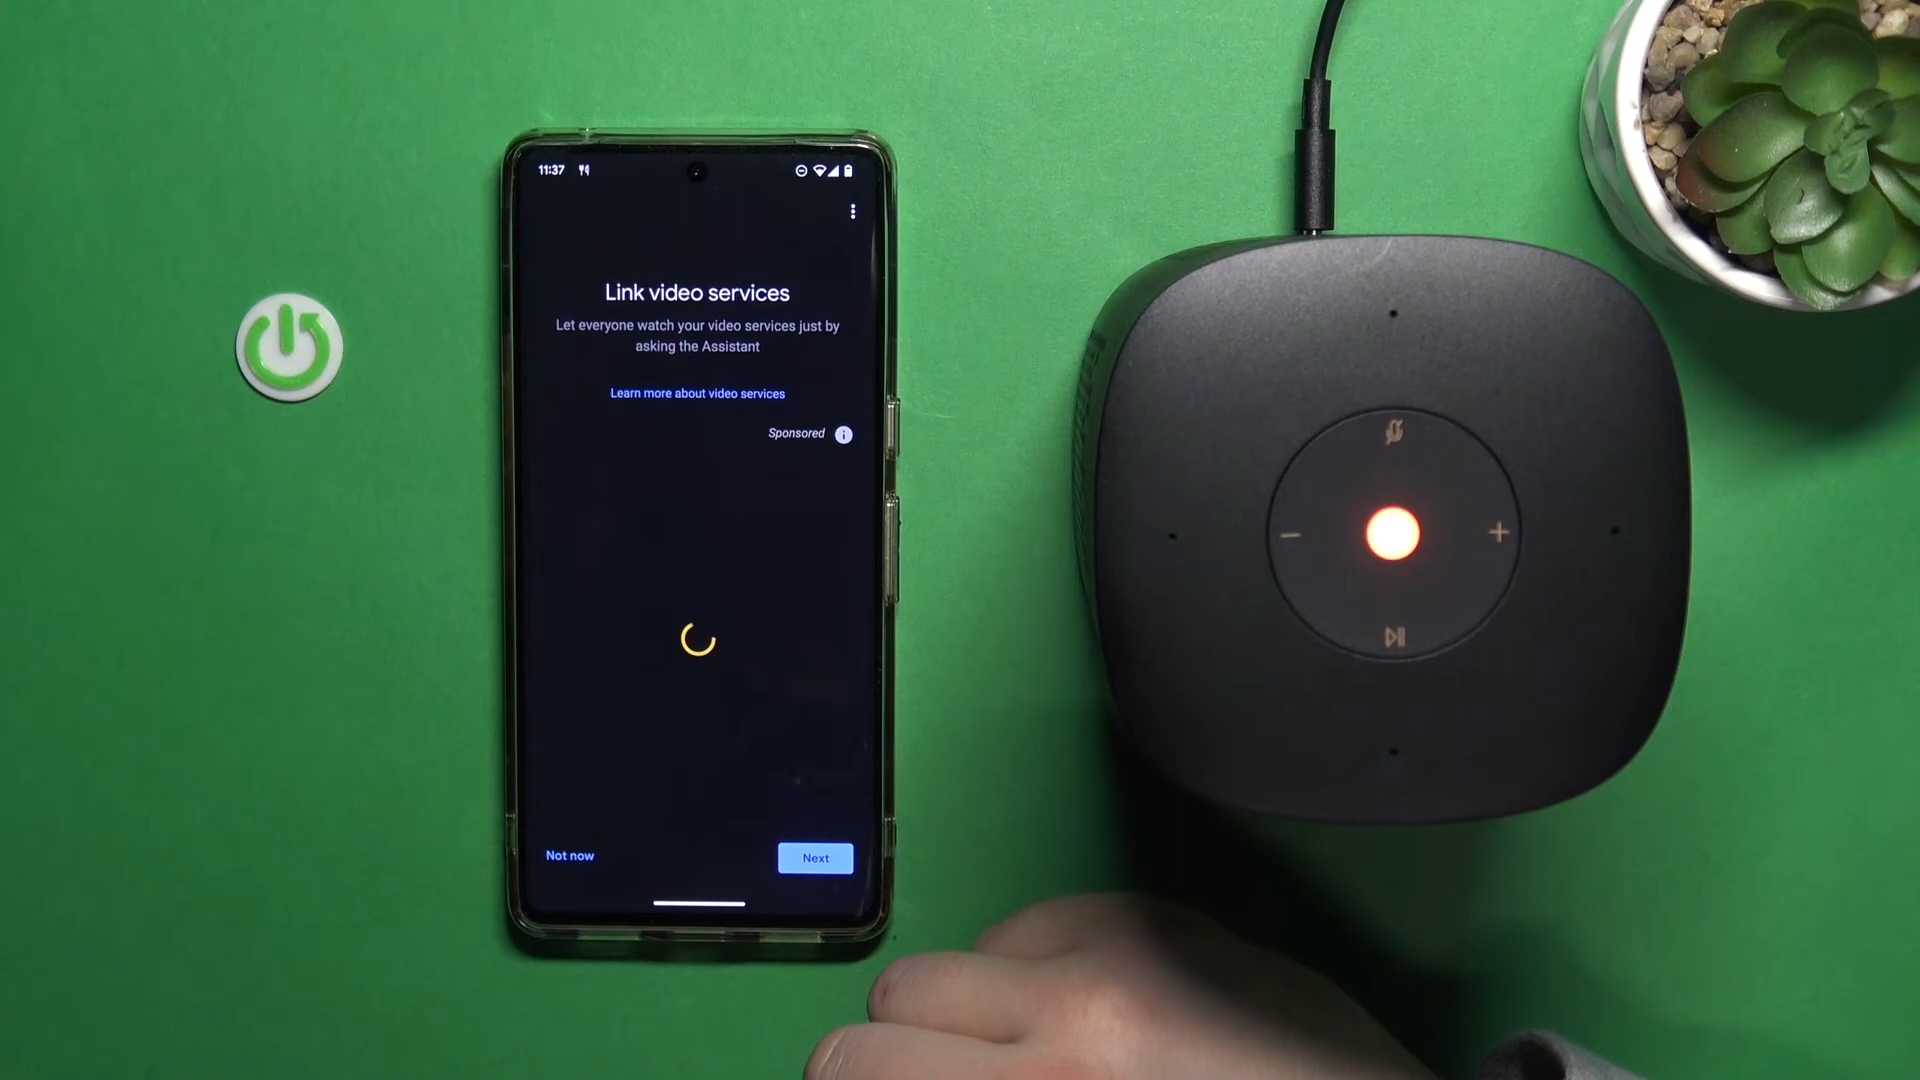 11:37
Link video services
Let everyone watch your video services just by
asking the Assistant
Learn more about video services
Sponsored
Not now
Next